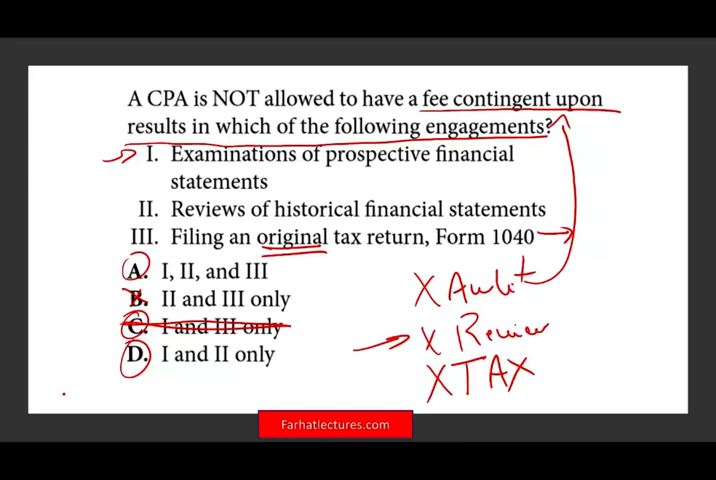 A CPA is NOT allowed to have a fee contingent upon
results in which of the following engagements?
I. Examinations of prospective financial
statements
II. Reviews of historical financial statements
III. Filing an original tax return, Form 1040
A. I, II, and III
B. II and III only
C. I and III only
D. I and II only
X Audit
X Review
X TAX
Farhatlectures.com